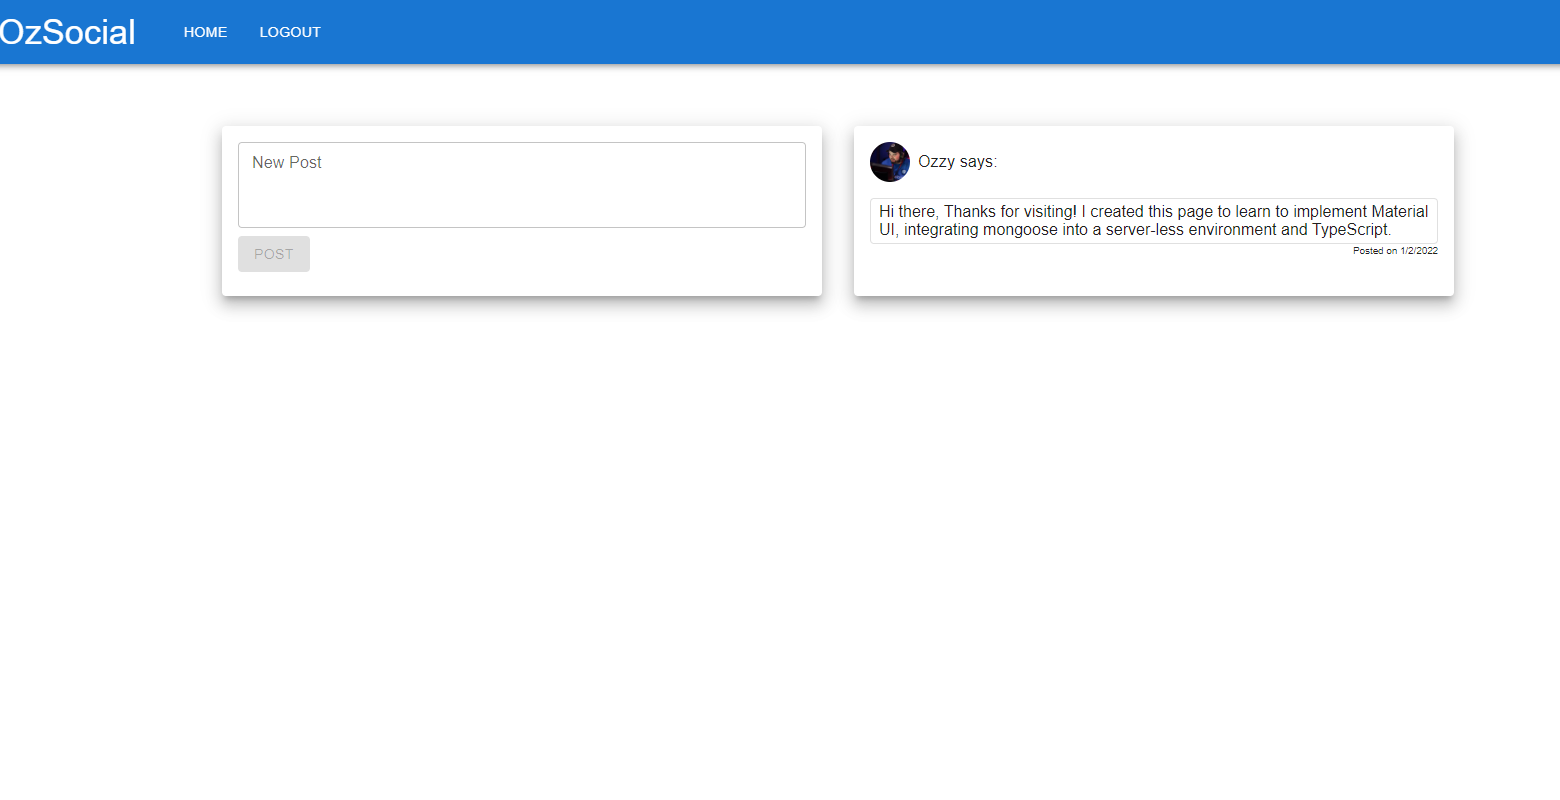 OzSocial
HOME
LOGOUT
New Post
POST
Ozzy says:
Hi there, Thanks for visiting! I created this page to learn to implement Material
UI, integrating mongoose into a server-less environment and TypeScript.
Posted on 1/2/2022